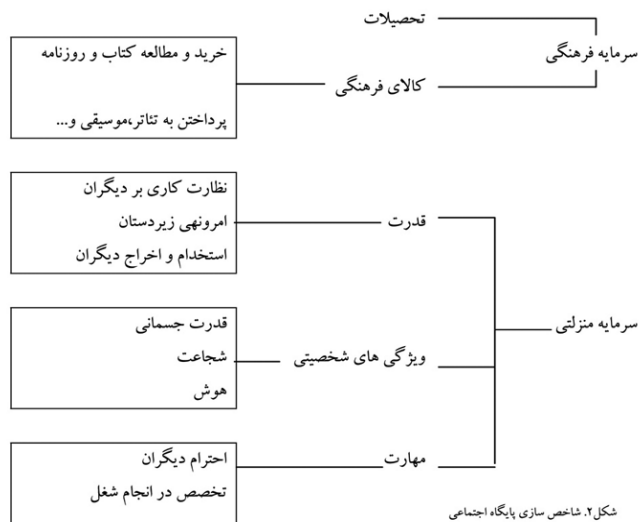 سرمایه فرهنگی
تحصیلات
کالای فرهنگی
خرید و مطالعه کتاب و روزنامه
پرداختن به تئاتر،موسیقی و...
سرمایه منزلتی
قدرت
نظارت کاری بر دیگران
امرونهی زیردستان
استخدام و اخراج دیگران
ویژگی های شخصیتی
قدرت جسمانی
شجاعت
هوش
مهارت
احترام دیگران
تخصص در انجام شغل
شکل۲. شاخص سازی پایگاه اجتماعی